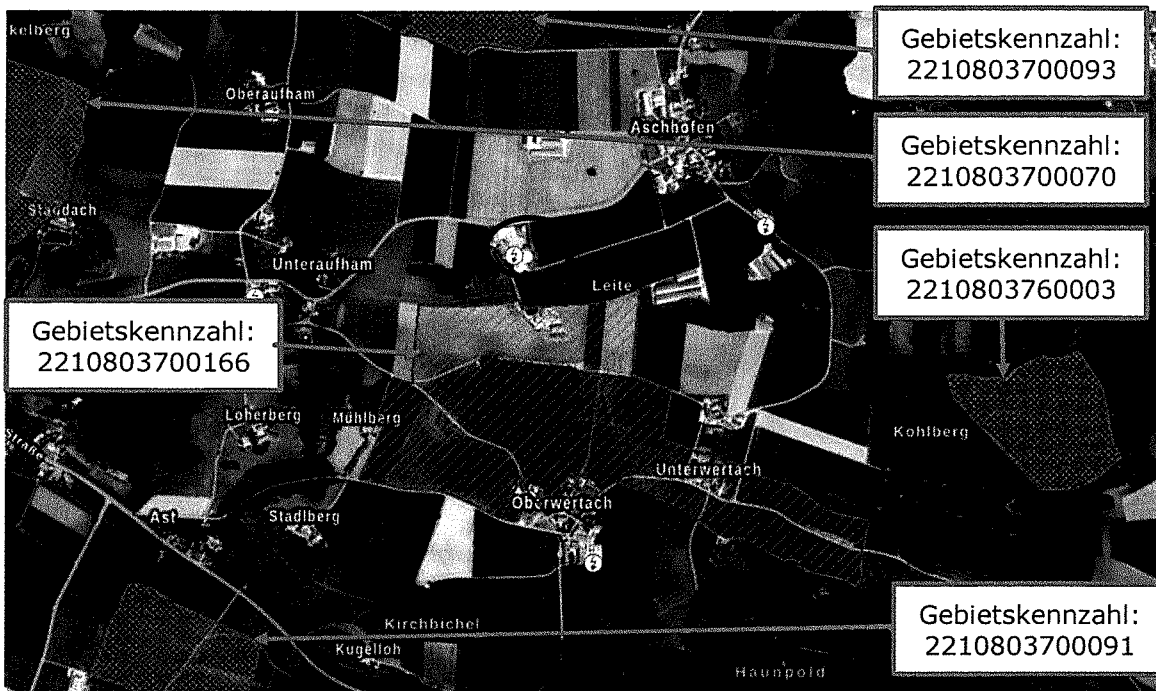 kelberg
Gebietskennzahl:
2210803700093
Oberaufham
Aschhofen
Gebietskennzahl:
2210803700070
Staudach
Unteraufham
Leite
Gebietskennzahl:
2210803760003
Gebietskennzahl:
2210803700166
Loherberg
Mühlberg
Kohlberg
Straße
Unterwertach
Oberwertach
Ast
Stadlberg
Gebietskennzahl:
2210803700091
Kirchbichel
Kugelloh
Haunpold